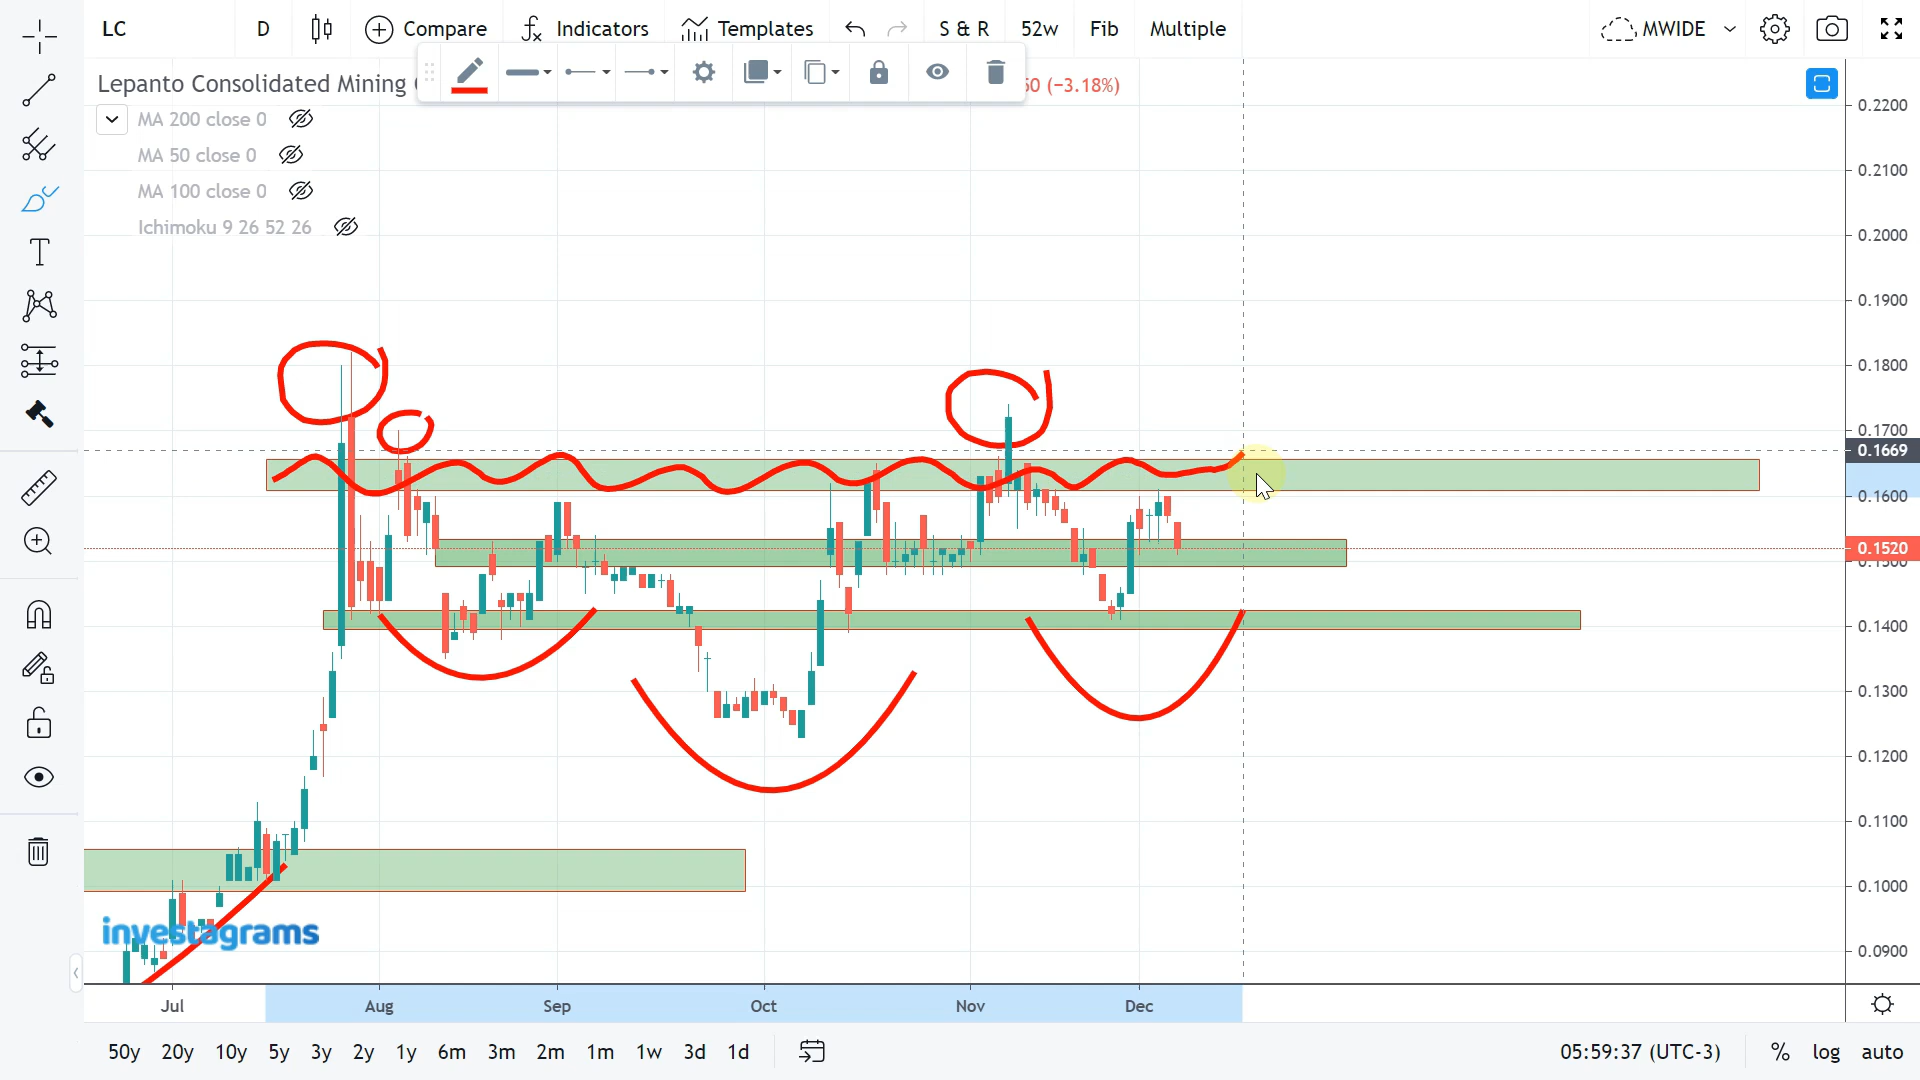 LC D Compare Indicators Templates S & R 52w Fib Multiple MWIDE
Lepanto Consolidated Mining
(−3.18%)
MA 200 close 0
MA 50 close 0
MA 100 close 0
Ichimoku 9 26 52 26
0.2200
0.2100
0.2000
0.1900
0.1800
0.1700
0.1669
0.1600
0.1520
0.1500
0.1400
0.1300
0.1200
0.1100
0.1000
0.0900
investagrams
Jul Aug Sep Oct Nov Dec
50y 20y 10y 5y 3y 2y 1y 6m 3m 2m 1m 1w 3d 1d 05:59:37 (UTC-3) % log auto